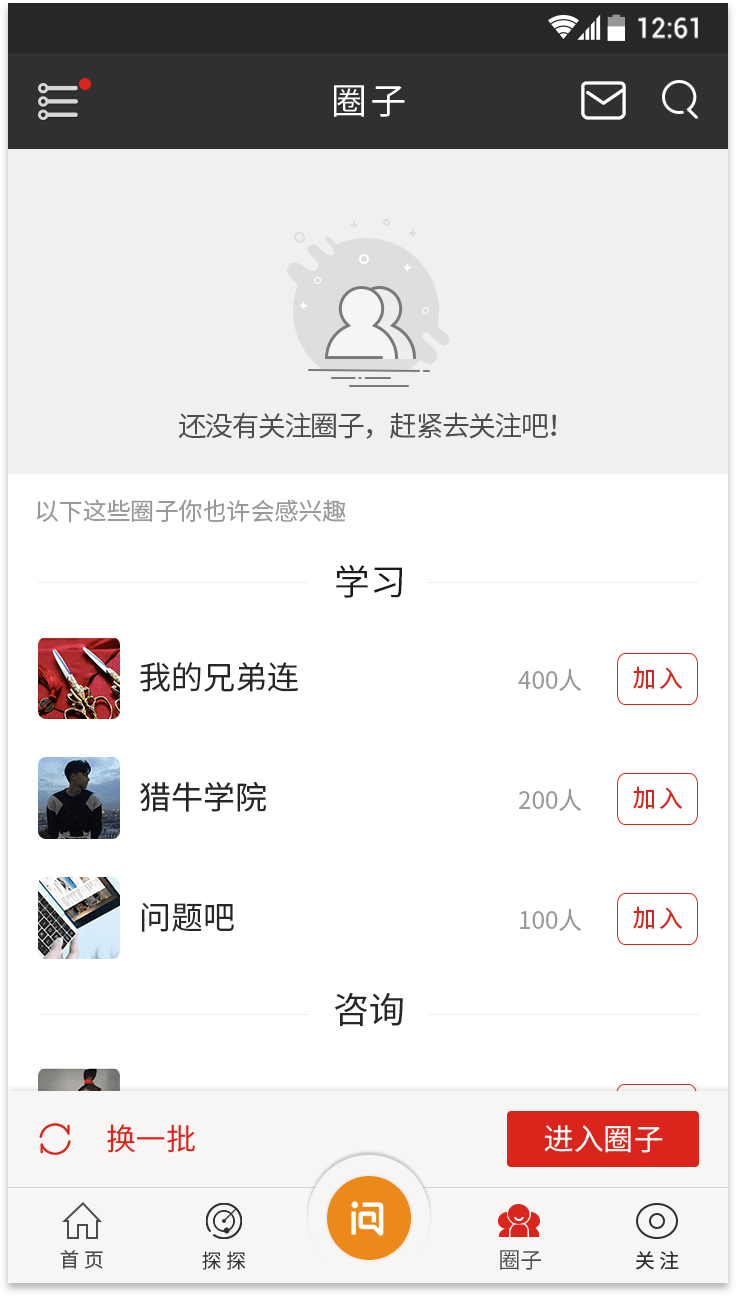 12:61
圈子
还没有关注圈子，赶紧去关注吧！
以下这些圈子你也许会感兴趣
学习
我的兄弟连 400人 加入
猎牛学院 200人 加入
问题吧 100人 加入
咨询
换一批 进入圈子
问
首页 探探 圈子 关注